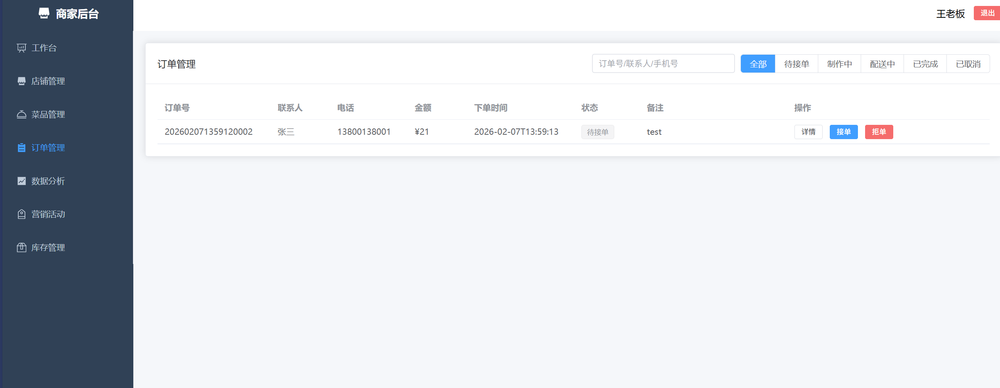 商家后台
王老板 退出
工作台
店铺管理
菜品管理
订单管理
数据分析
营销活动
库存管理
订单管理 订单号/联系人/手机号 全部 待接单 制作中 配送中 已完成 已取消
订单号 联系人 电话 金额 下单时间 状态 备注 操作
202602071359120002 张三 13800138001 ¥21 2026-02-07T13:59:13 待接单 test 详情 接单 拒单